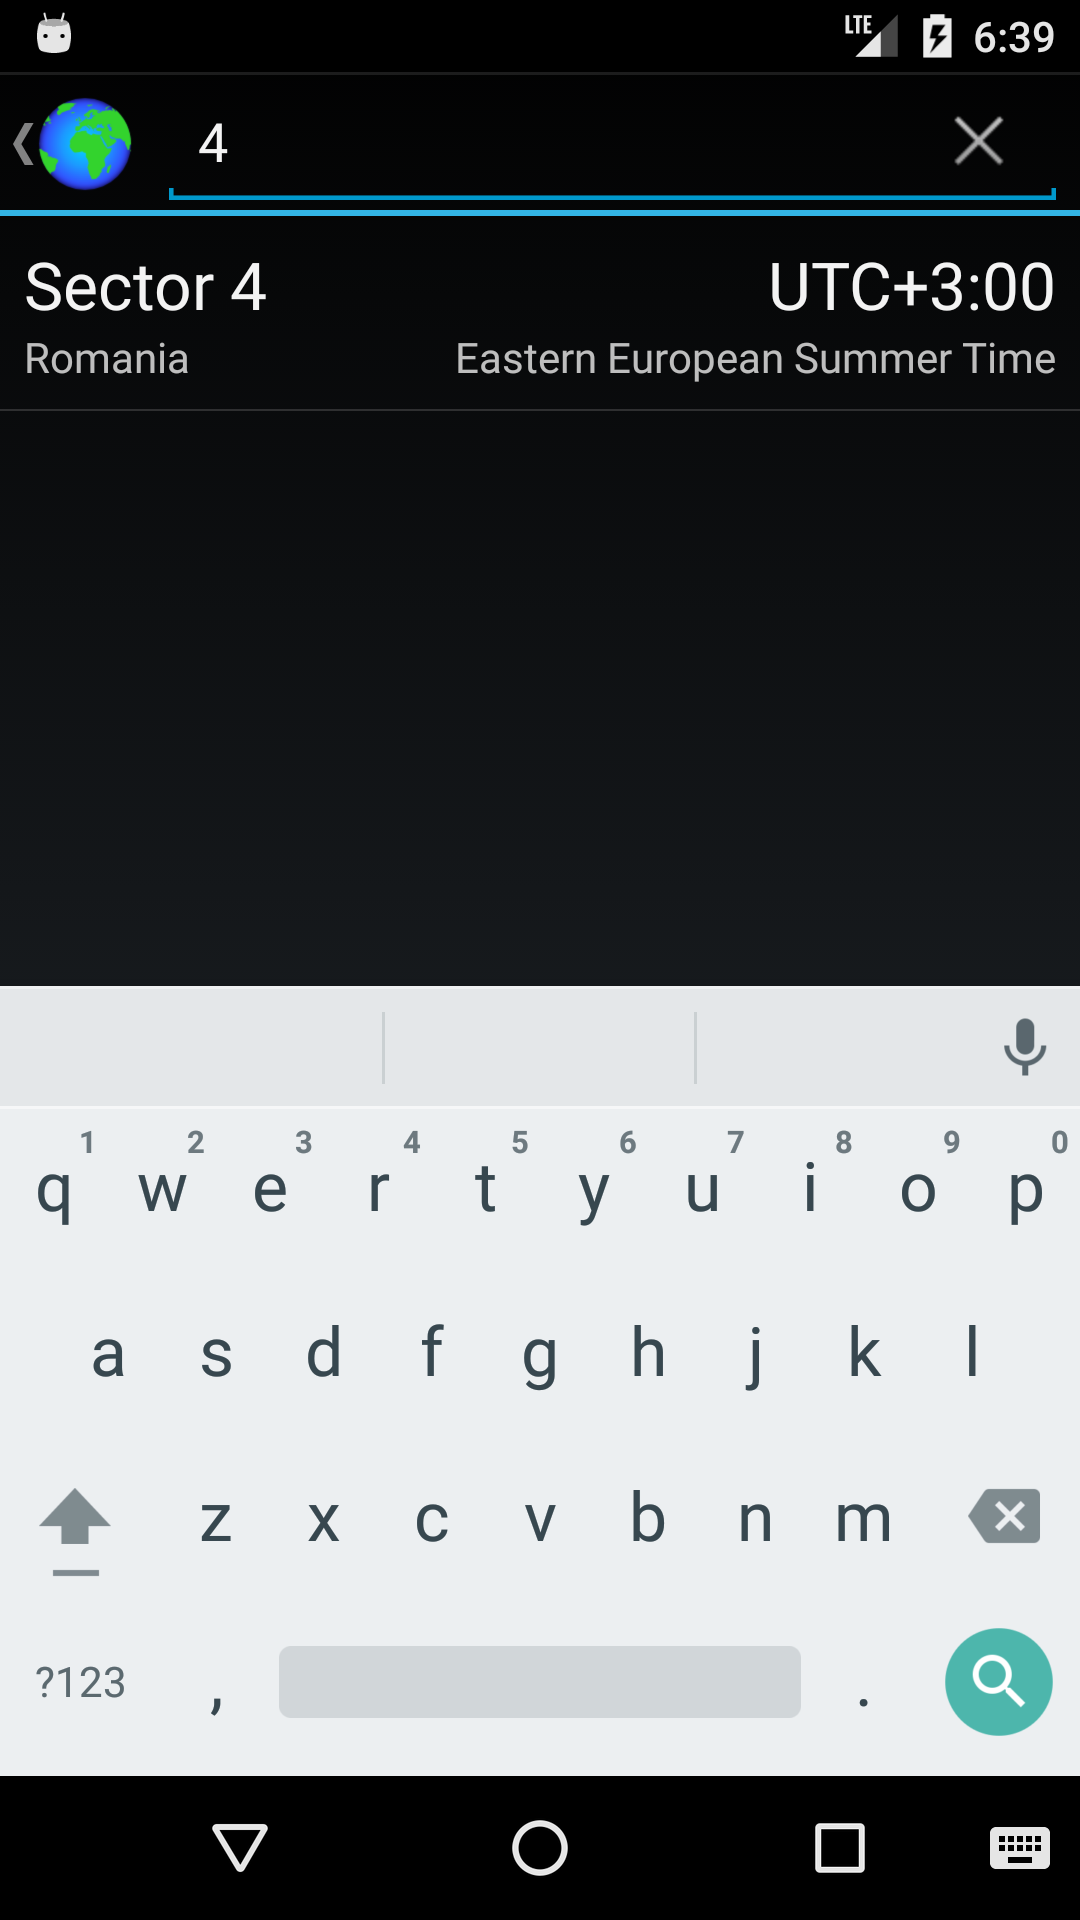 LTE 6:39
4
Sector 4 UTC+3:00
Romania Eastern European Summer Time
1 2 3 4 5 6 7 8 9 0
q w e r t y u i o p
a s d f g h j k l
z x c v b n m
?123 , .